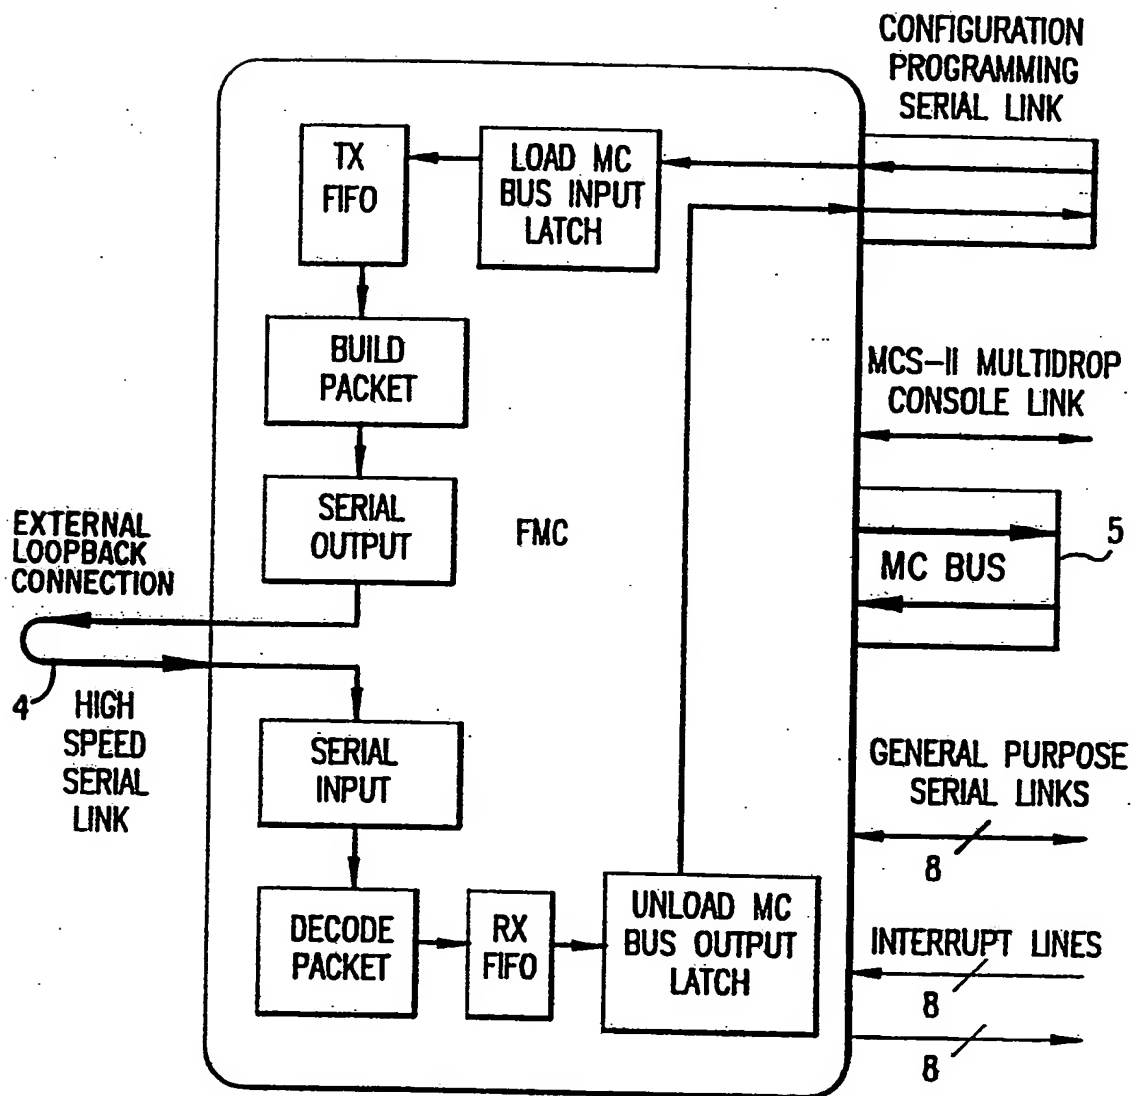 CONFIGURATION
PROGRAMMING
SERIAL LINK
TX
FIFO
LOAD MC
BUS INPUT
LATCH
BUILD
PACKET
MCS-II MULTIDROP
CONSOLE LINK
SERIAL
OUTPUT
FMC
EXTERNAL
LOOPBACK
CONNECTION
MC BUS
5
4
HIGH
SPEED
SERIAL
LINK
SERIAL
INPUT
GENERAL PURPOSE
SERIAL LINKS
8
DECODE
PACKET
RX
FIFO
UNLOAD MC
BUS OUTPUT
LATCH
INTERRUPT LINES
8
8